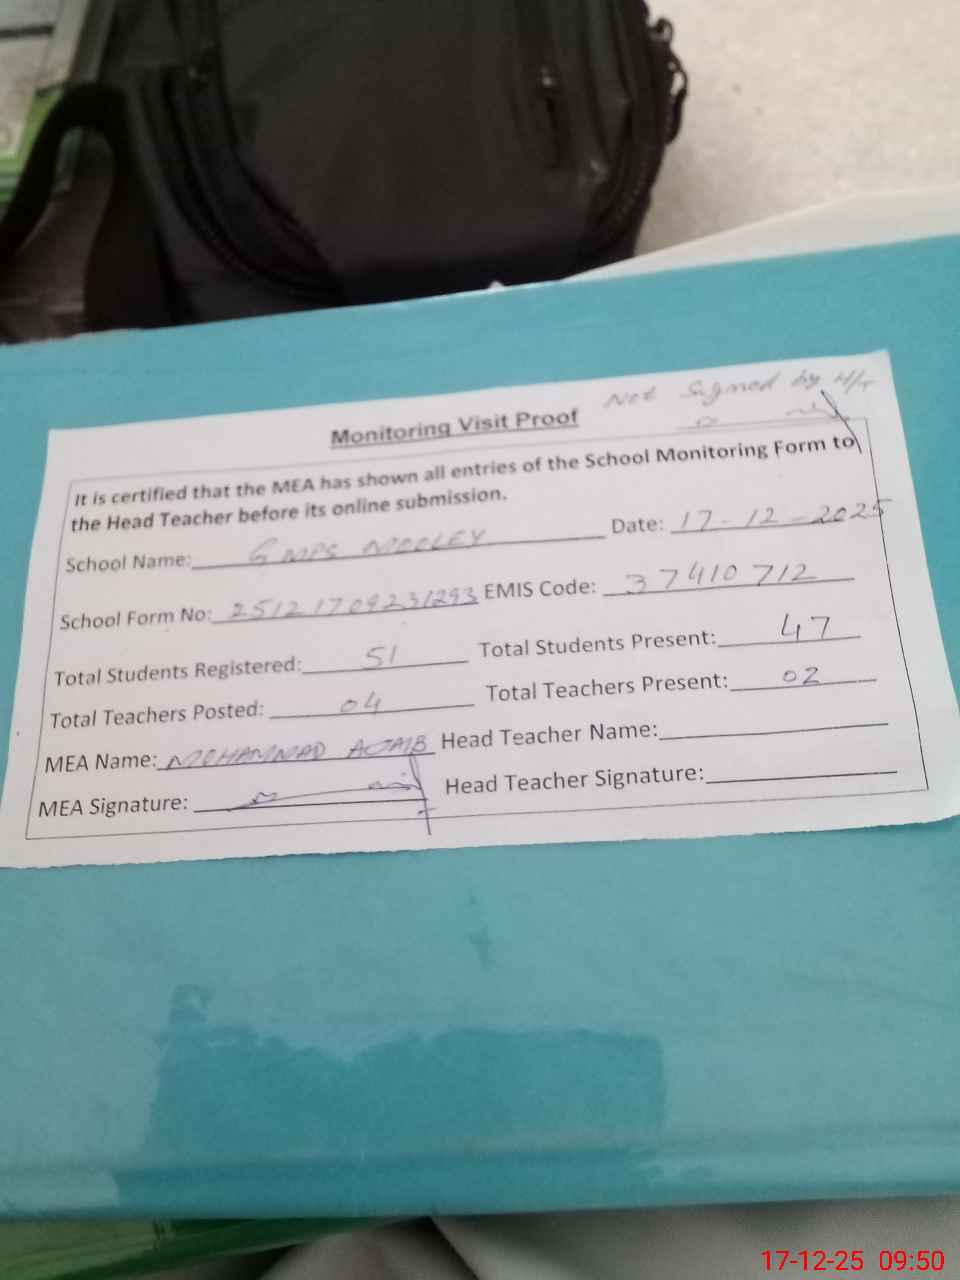 Not Signed by H/T
Monitoring Visit Proof
It is certified that the MEA has shown all entries of the School Monitoring Form to
the Head Teacher before its online submission.
School Name: GMPS MOLLEY Date: 17-12-2025
School Form No: 25121709231293 EMIS Code: 37410712
Total Students Registered: 51 Total Students Present: 47
Total Teachers Posted: 04 Total Teachers Present: 02
MEA Name: MOHAMMAD AJAIB Head Teacher Name:
MEA Signature: Head Teacher Signature:
17-12-25 09:50